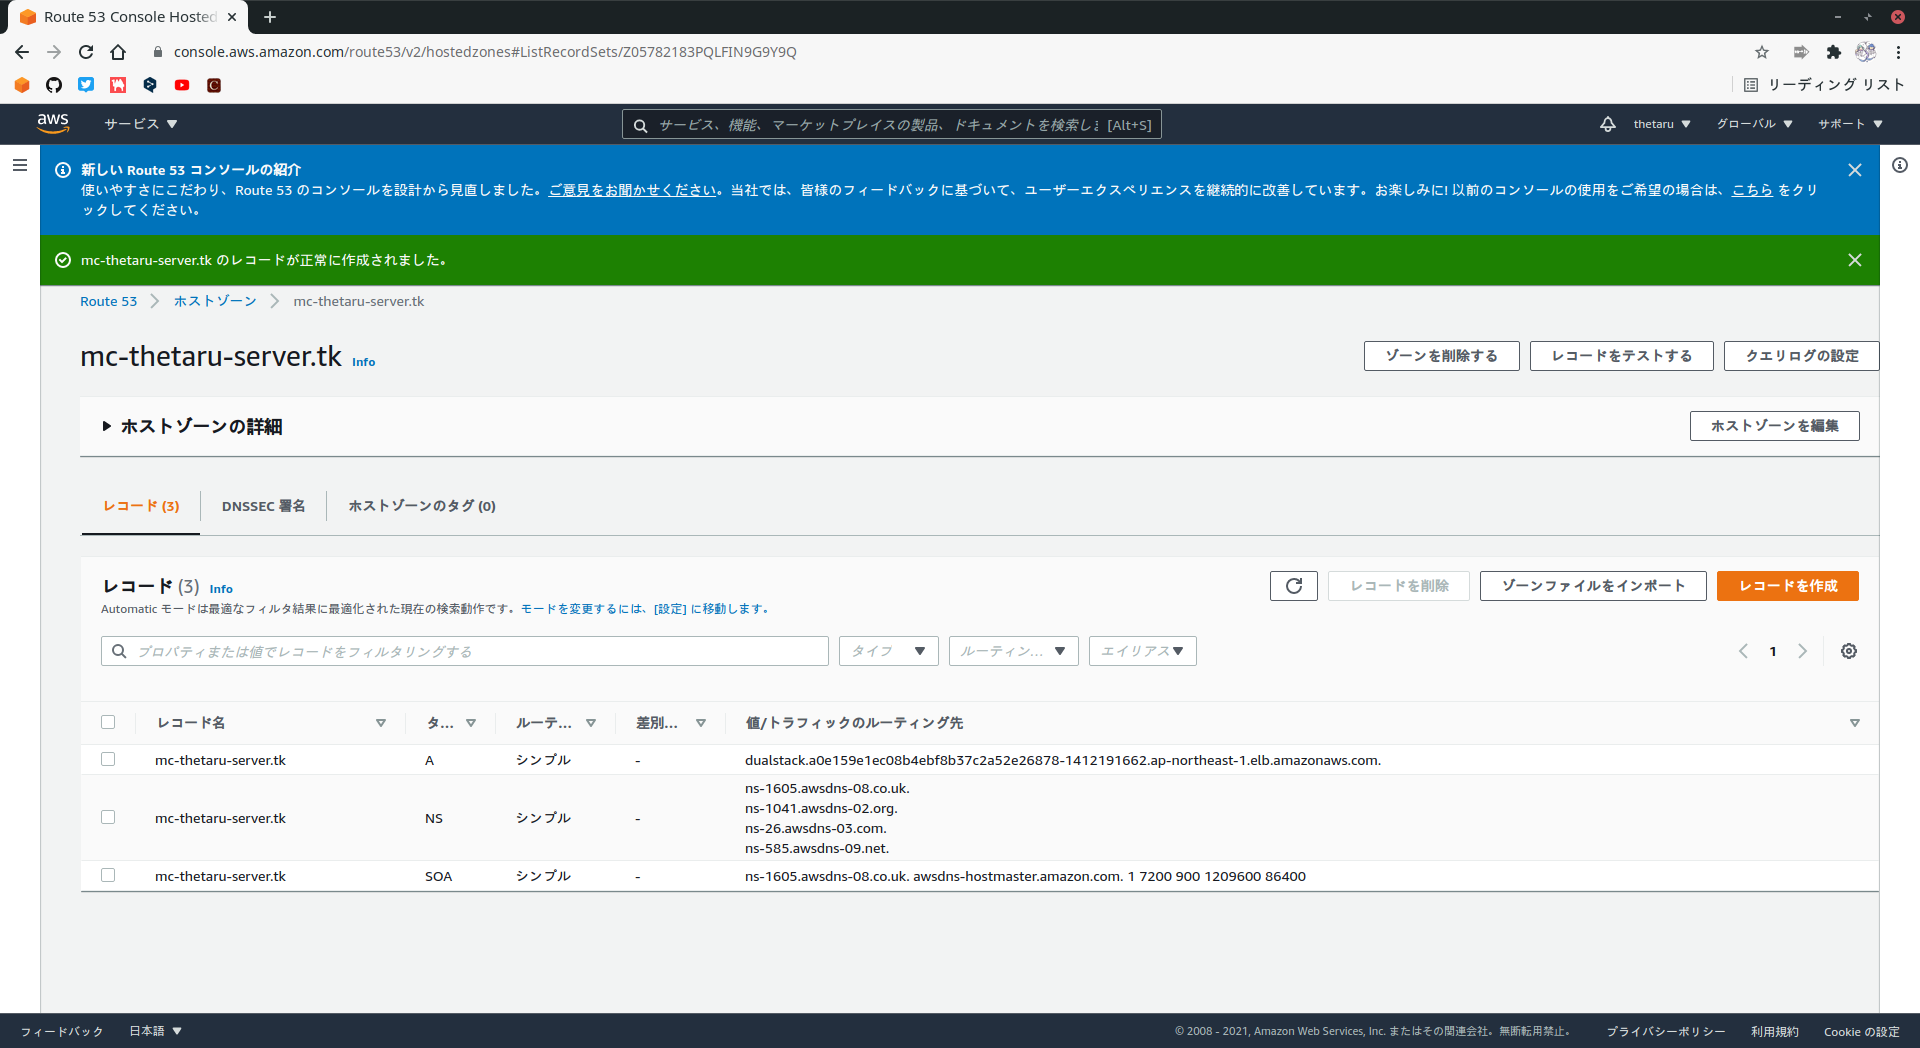 Route 53 Console Hosted
console.aws.amazon.com/route53/v2/hostedzones#ListRecordSets/Z05782183PQLFIN9G9Y9Q
リーディング リスト
aws
サービス
サービス、機能、マーケットプレイスの製品、ドキュメントを検索しま [Alt+S]
thetaru
グローバル
サポート
新しい Route 53 コンソールの紹介
使いやすさにこだわり、Route 53 のコンソールを設計から見直しました。ご意見をお聞かせください。当社では、皆様のフィードバックに基づいて、ユーザーエクスペリエンスを継続的に改善しています。お楽しみに! 以前のコンソールの使用をご希望の場合は、こちら をクリ
ックしてください。
mc-thetaru-server.tk のレコードが正常に作成されました。
Route 53
ホストゾーン
mc-thetaru-server.tk
mc-thetaru-server.tk Info
ゾーンを削除する
レコードをテストする
クエリログの設定
ホストゾーンの詳細
ホストゾーンを編集
レコード (3)
DNSSEC 署名
ホストゾーンのタグ (0)
レコード (3) Info
Automatic モードは最適なフィルタ結果に最適化された現在の検索動作です。モードを変更するには、[設定] に移動します。
レコードを削除
ゾーンファイルをインポート
レコードを作成
プロパティまたは値でレコードをフィルタリングする
タイプ
ルーティン...
エイリアス
1
レコード名
タ...
ルーテ...
差別...
値/トラフィックのルーティング先
mc-thetaru-server.tk A シンプル - dualstack.a0e159e1ec08b4ebf8b37c2a52e26878-1412191662.ap-northeast-1.elb.amazonaws.com.
mc-thetaru-server.tk NS シンプル - ns-1605.awsdns-08.co.uk.
ns-1041.awsdns-02.org.
ns-26.awsdns-03.com.
ns-585.awsdns-09.net.
mc-thetaru-server.tk SOA シンプル - ns-1605.awsdns-08.co.uk. awsdns-hostmaster.amazon.com. 1 7200 900 1209600 86400
フィードバック
日本語
© 2008 - 2021, Amazon Web Services, Inc. またはその関連会社。無断転用禁止。
プライバシーポリシー
利用規約
Cookie の設定